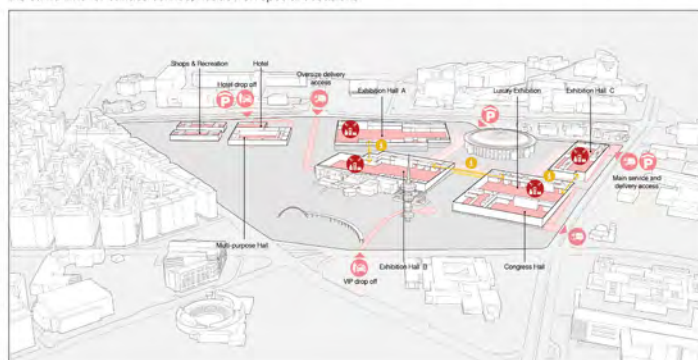 Shops & Recreation
Hotel
Hotel drop off
Oversize delivery
access
Exhibition Hall A
Luxury Exhibition
Exhibition Hall C
P
P
P
Main service and
delivery access
Multi-purpose Hall
VIP drop off
Exhibition Hall B
Congress Hall